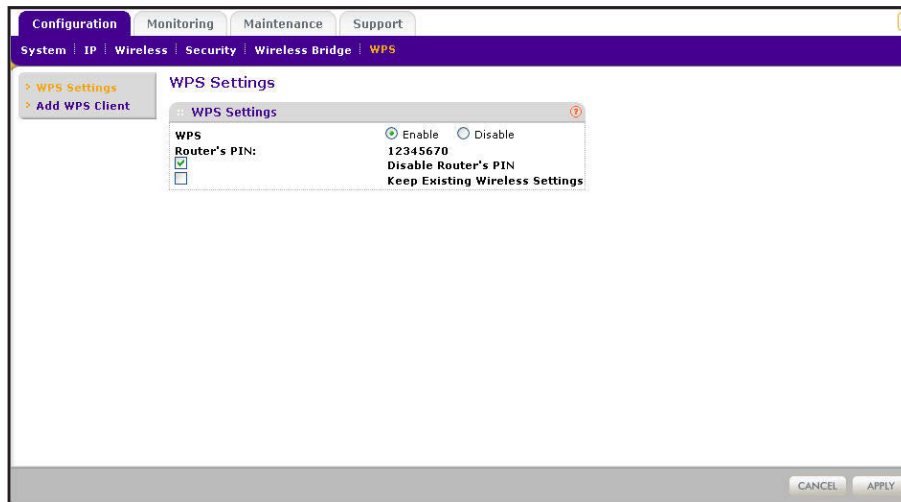 Configuration Monitoring Maintenance Support
System IP Wireless Security Wireless Bridge WPS
> WPS Settings
> Add WPS Client
WPS Settings
:: WPS Settings ?
WPS Enable Disable
Router's PIN: 12345670
Disable Router's PIN
Keep Existing Wireless Settings
CANCEL APPLY